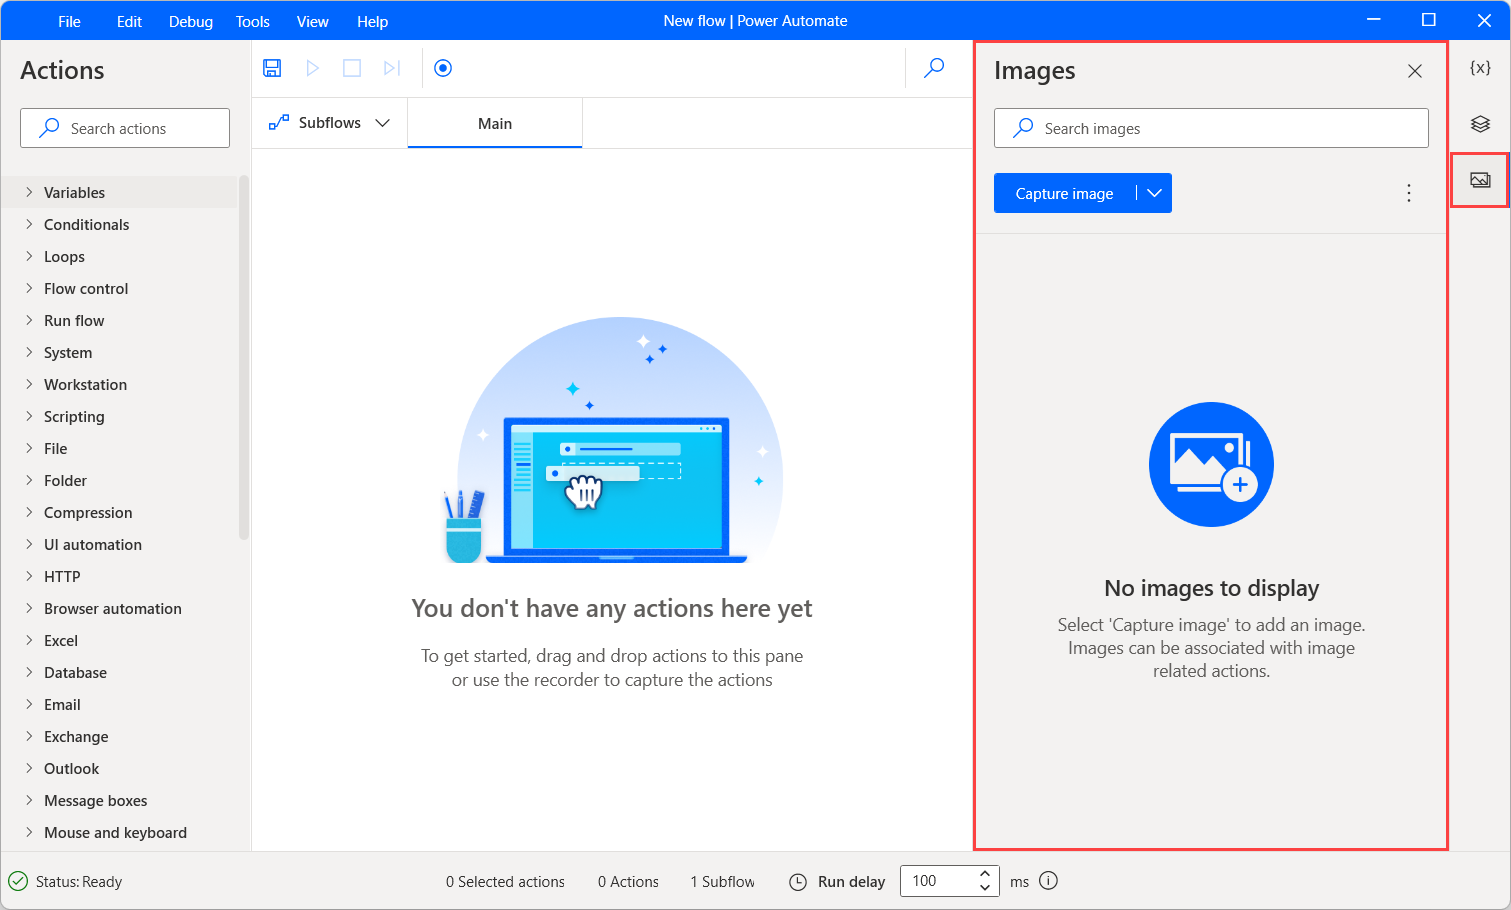 File Edit Debug Tools View Help
New flow | Power Automate
Actions
Search actions
Variables
Conditionals
Loops
Flow control
Run flow
System
Workstation
Scripting
File
Folder
Compression
UI automation
HTTP
Browser automation
Excel
Database
Email
Exchange
Outlook
Message boxes
Mouse and keyboard
Subflows
Main
You don't have any actions here yet
To get started, drag and drop actions to this pane
or use the recorder to capture the actions
Images
Search images
Capture image
No images to display
Select 'Capture image' to add an image.
Images can be associated with image
related actions.
{x}
Status: Ready
0 Selected actions
0 Actions
1 Subflow
Run delay
100
ms